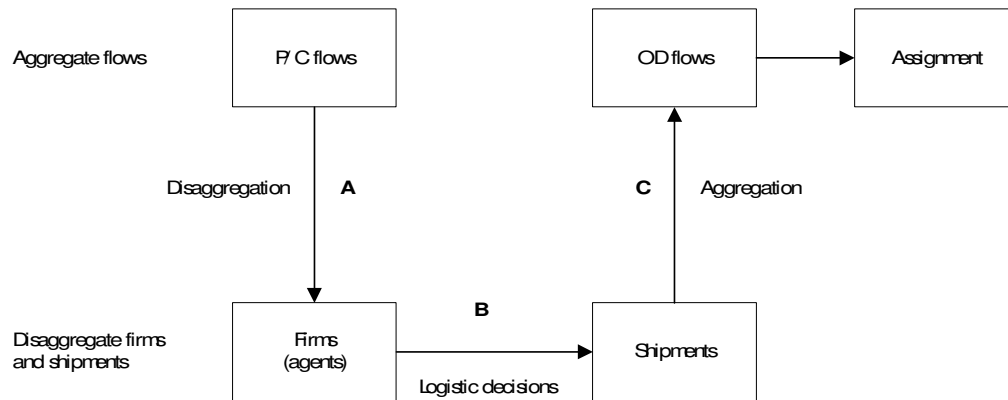 Aggregate flows
P/C flows
OD flows
Assignment
Disaggregation
A
C
Aggregation
B
Disaggregate firms
and shipments
Firms
(agents)
Shipments
Logistic decisions